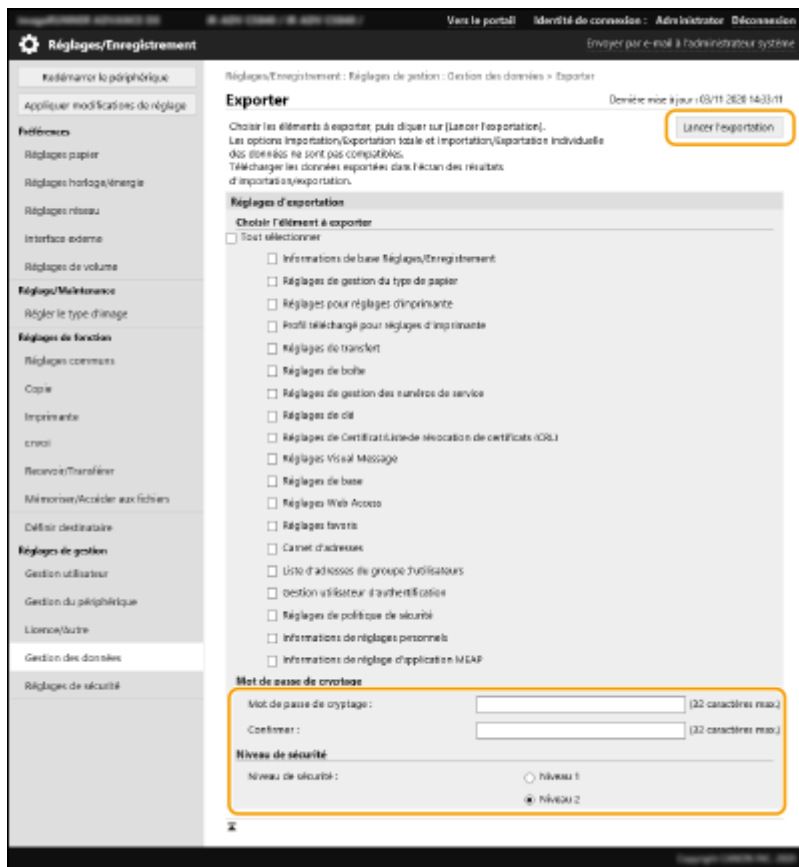 Vers le portail Identité de connexion : Administrator Déconnexion
Réglages/Enregistrement
Envoyer par e-mail à l'administrateur système
Redémarrer le périphérique
Appliquer modifications de réglage
Préférences
Réglages papier
Réglages horloge/énergie
Réglages réseau
Interface externe
Réglages de volume
Réglage/Maintenance
Régler le type d'image
Réglages de fonction
Réglages communs
Copie
Imprimante
Envoi
Recevoir/Transférer
Mémoriser/Accéder aux fichiers
Définir destinataire
Réglages de gestion
Gestion utilisateur
Gestion du périphérique
Licence/Autre
Gestion des données
Réglages de sécurité
Réglages/Enregistrement : Réglages de gestion : Gestion des données > Exporter
Exporter
Dernière mise à jour : 03/11 2020 14:33:11
Choisir les éléments à exporter, puis cliquer sur [Lancer l'exportation].
Les options Importation/Exportation totale et Importation/Exportation individuelle
des données ne sont pas compatibles.
Télécharger les données exportées dans l'écran des résultats
d'importation/exportation.
Lancer l'exportation
Réglages d'exportation
Choisir l'élément à exporter
Tout sélectionner
Informations de base Réglages/Enregistrement
Réglages de gestion du type de papier
Réglages pour réglages d'imprimante
Profil téléchargé pour réglages d'imprimante
Réglages de transfert
Réglages de boîte
Réglages de gestion des numéros de service
Réglages de clé
Réglages de Certificat/Listede révocation de certificats (CRL)
Réglages Visual Message
Réglages de base
Réglages Web Access
Réglages favoris
Carnet d'adresses
Liste d'adresses de groupe d'utilisateurs
Gestion utilisateur d'authentification
Réglages de politique de sécurité
Informations de réglages personnels
Informations de réglage d'application MEAP
Mot de passe de cryptage
Mot de passe de cryptage :
(32 caractères max.)
Confirmer :
(32 caractères max.)
Niveau de sécurité
Niveau de sécurité :
Niveau 1
Niveau 2